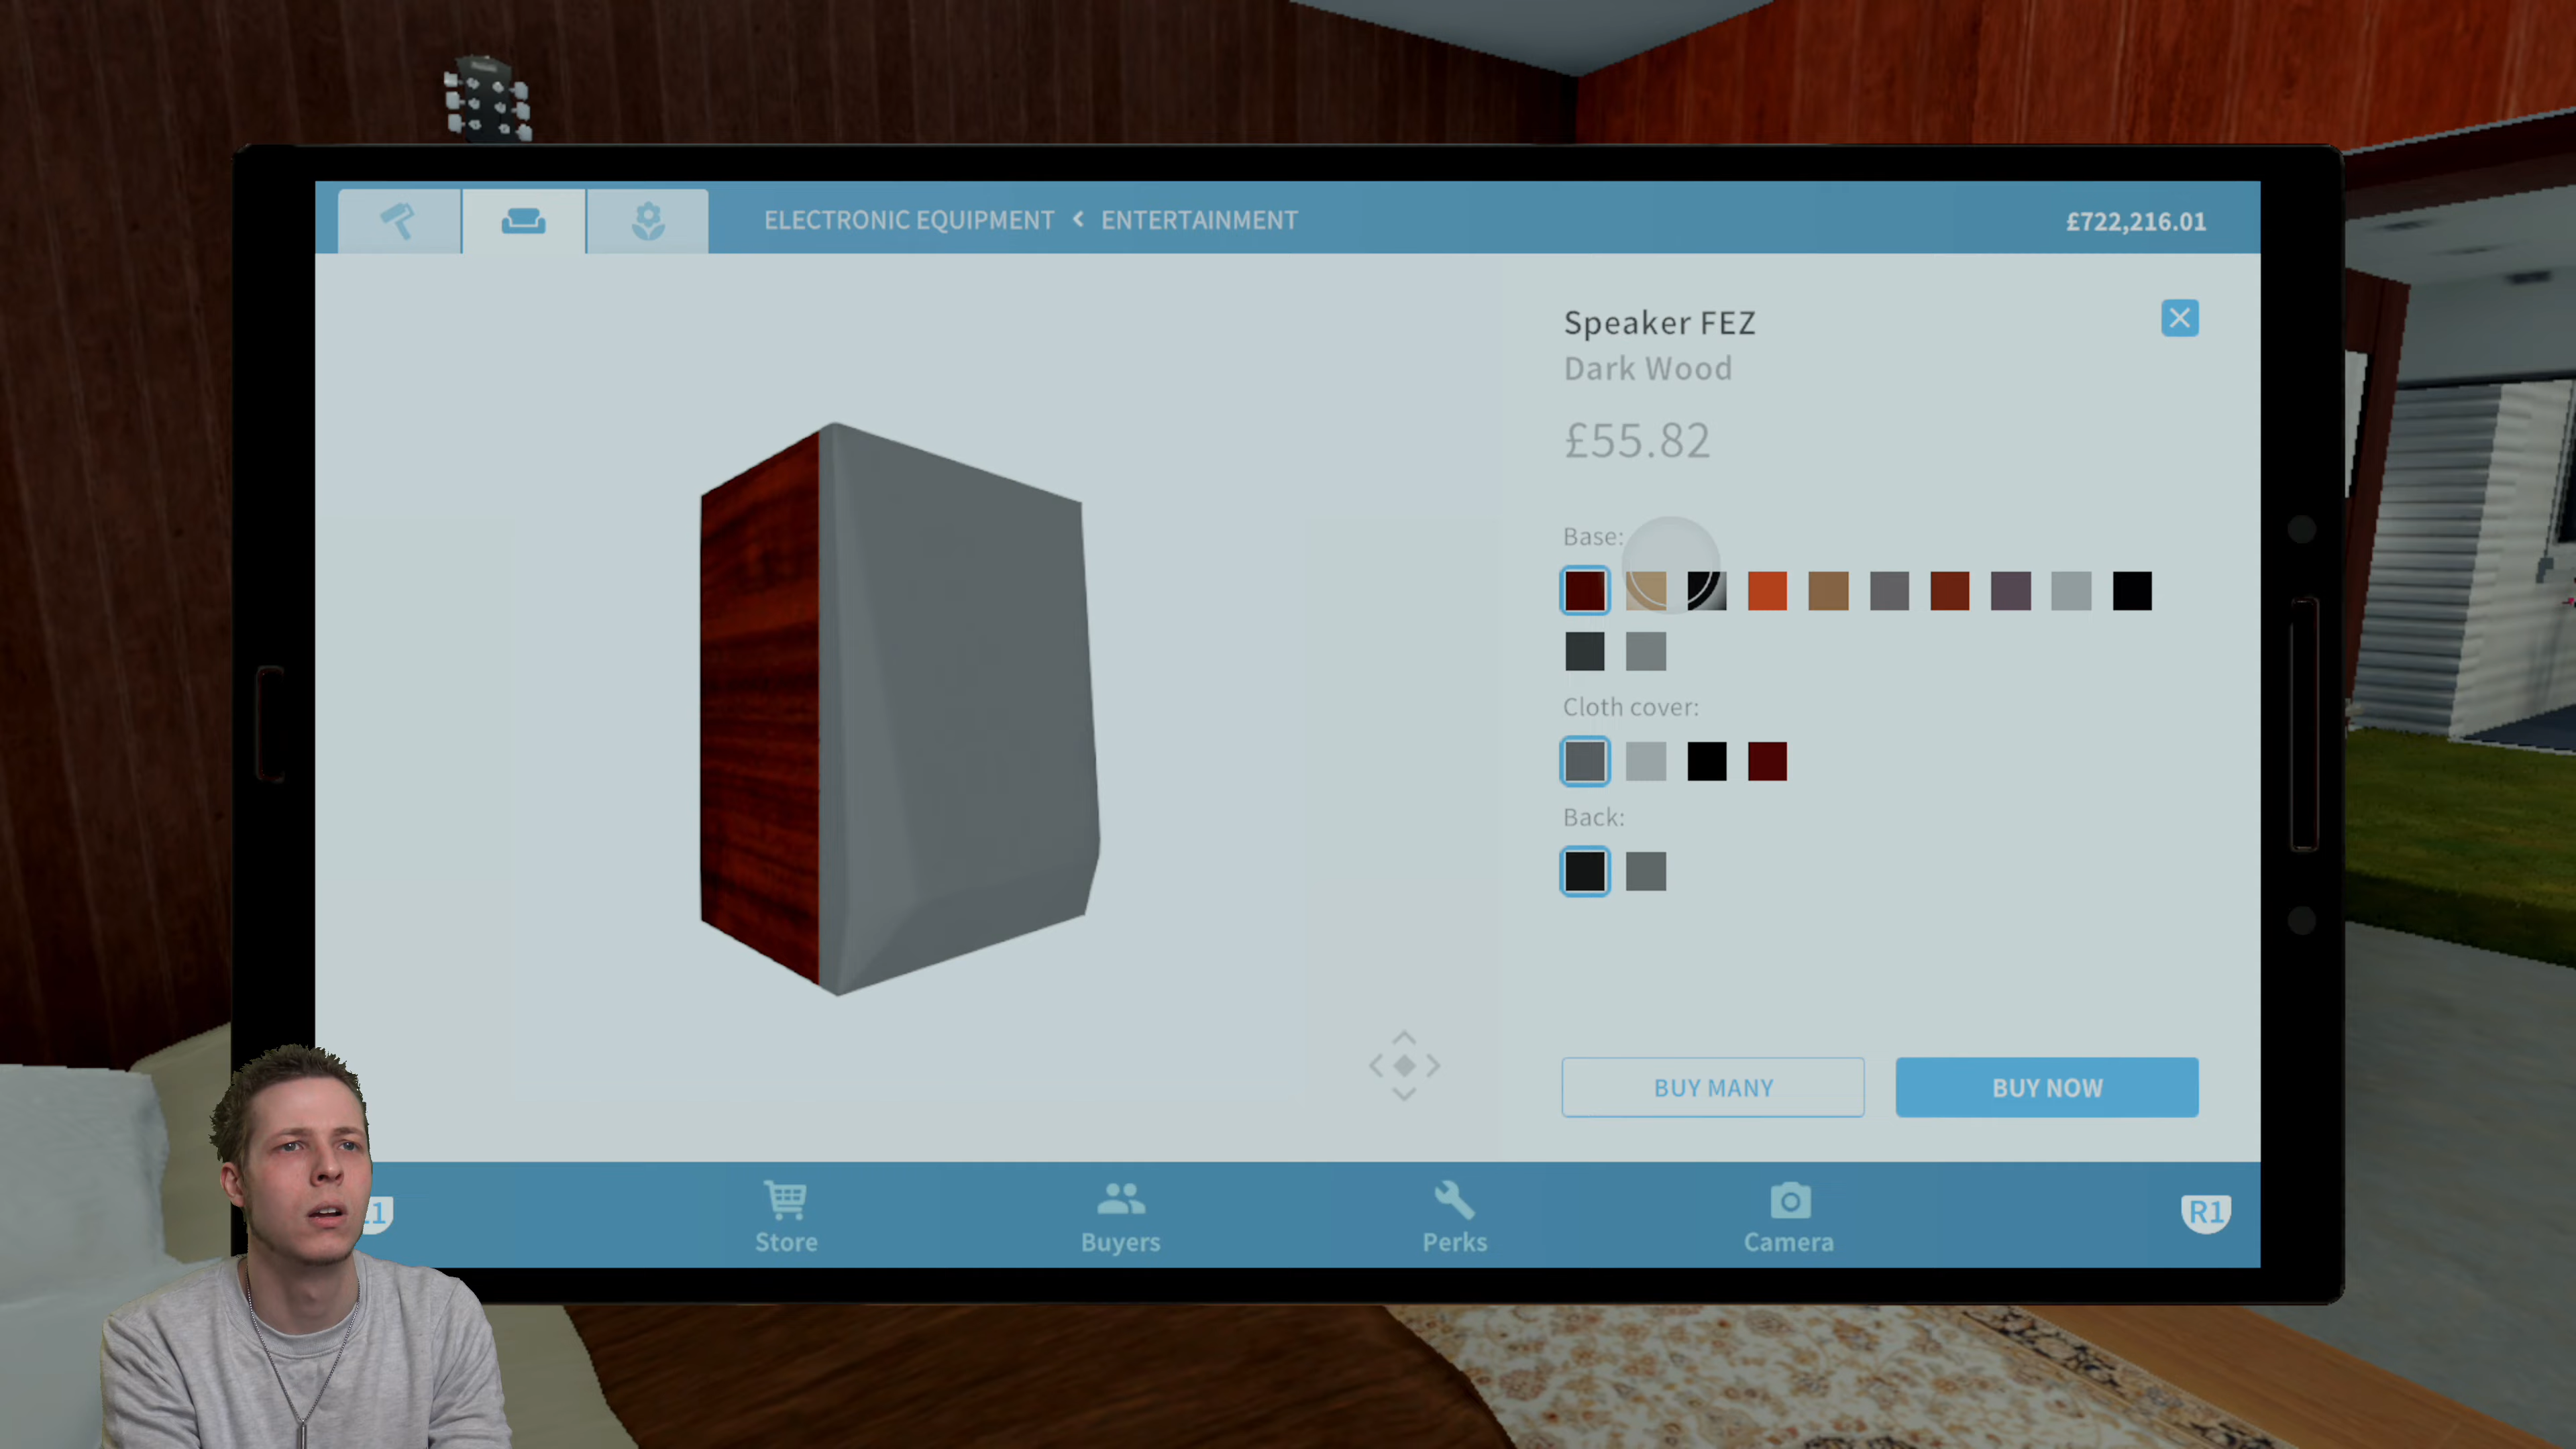 ELECTRONIC EQUIPMENT < ENTERTAINMENT
£722,216.01
Speaker FEZ
Dark Wood
£55.82
Base:
Cloth cover:
Back:
BUY MANY
BUY NOW
Store
Buyers
Perks
Camera
R1